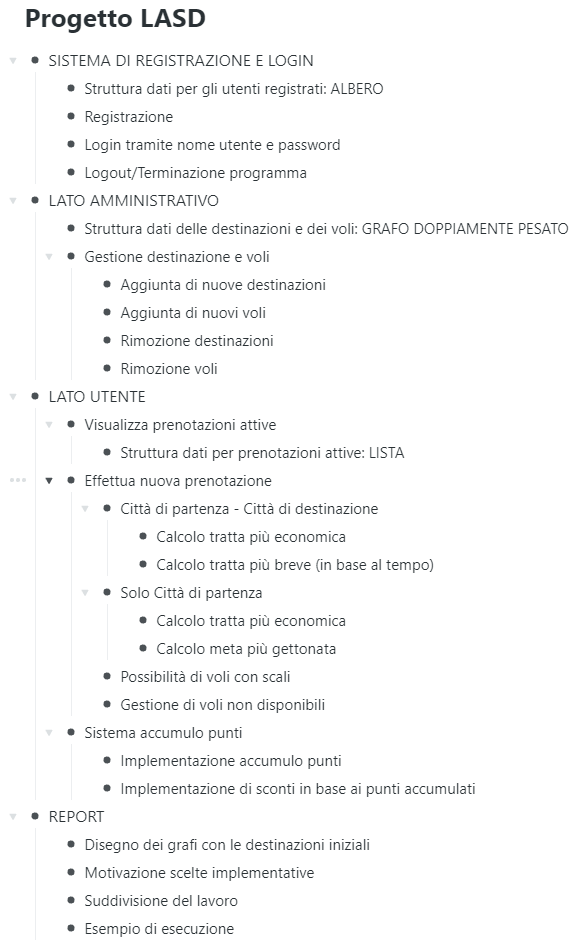 Progetto LASD
SISTEMA DI REGISTRAZIONE E LOGIN
Struttura dati per gli utenti registrati: ALBERO
Registrazione
Login tramite nome utente e password
Logout/Terminazione programma
LATO AMMINISTRATIVO
Struttura dati delle destinazioni e dei voli: GRAFO DOPPIAMENTE PESATO
Gestione destinazione e voli
Aggiunta di nuove destinazioni
Aggiunta di nuovi voli
Rimozione destinazioni
Rimozione voli
LATO UTENTE
Visualizza prenotazioni attive
Struttura dati per prenotazioni attive: LISTA
Effettua nuova prenotazione
Città di partenza - Città di destinazione
Calcolo tratta più economica
Calcolo tratta più breve (in base al tempo)
Solo Città di partenza
Calcolo tratta più economica
Calcolo meta più gettonata
Possibilità di voli con scali
Gestione di voli non disponibili
Sistema accumulo punti
Implementazione accumulo punti
Implementazione di sconti in base ai punti accumulati
REPORT
Disegno dei grafi con le destinazioni iniziali
Motivazione scelte implementative
Suddivisione del lavoro
Esempio di esecuzione